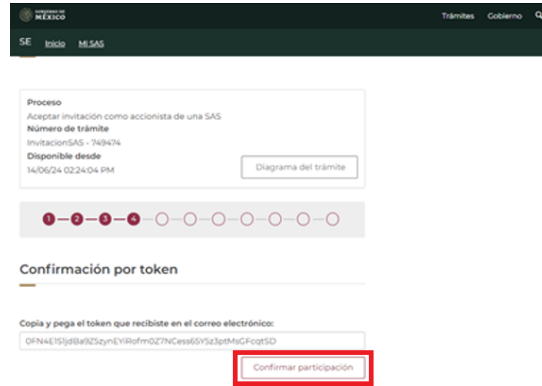 GOBIERNO DE
MÉXICO
Trámites
Gobierno
SE
Inicio
Mi SAS
Proceso
Aceptar invitación como accionista de una SAS
Número de trámite
InvitacionSAS - 749474
Disponible desde
14/06/24 02:24:04 PM
Diagrama del trámite
1
2
3
4
Confirmación por token
Copia y pega el token que recibiste en el correo electrónico:
Confirmar participación